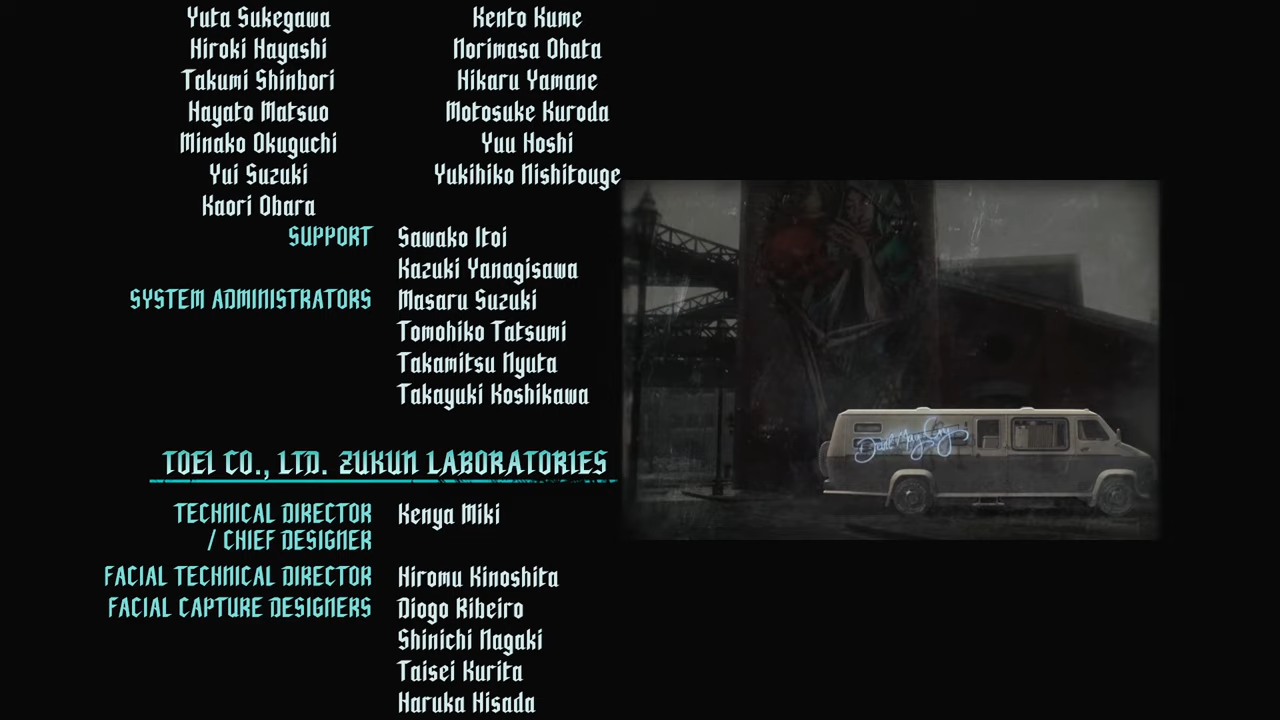 Yuta Sukegawa Kento Kume
Hiroki Hayashi Norimasa Ohata
Takumi Shinbori Hikaru Yamane
Hayato Matsuo Motosuke Kuroda
Minako Okuguchi Yuu Hoshi
Yui Suzuki Yukihiko Nishitouge
Kaori Obara
SUPPORT Sawako Itoi
Kazuki Yanagisawa
SYSTEM ADMINISTRATORS Masaru Suzuki
Tomohiko Tatsumi
Takamitsu Nyuta
Takayuki Koshikawa
Devil May Cry
TOEI CO., LTD. ZUKUN LABORATORIES
TECHNICAL DIRECTOR Kenya Miki
/ CHIEF DESIGNER
FACIAL TECHNICAL DIRECTOR Hiromu Kinoshita
FACIAL CAPTURE DESIGNERS Diogo Ribeiro
Shinichi Nagaki
Taisei Kurita
Haruka Hisada